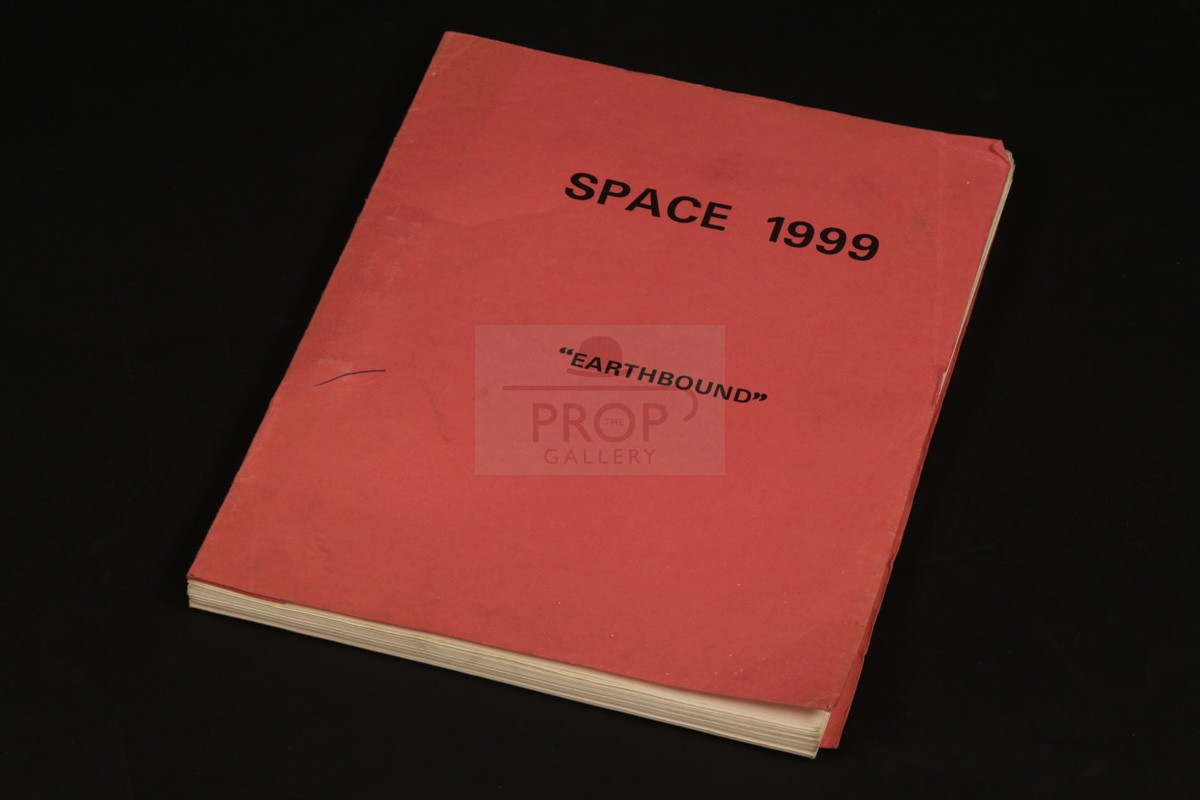 SPACE 1999
“EARTHBOUND”
THE
PROP
GALLERY